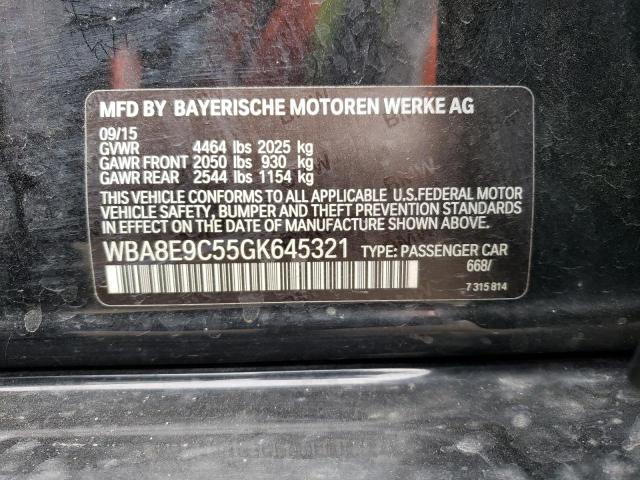 MFD BY BAYERISCHE MOTOREN WERKE AG
09/15
GVWR 4464 lbs 2025 kg
GAWR FRONT 2050 lbs 930 kg
GAWR REAR 2544 lbs 1154 kg
THIS VEHICLE CONFORMS TO ALL APPLICABLE U.S.FEDERAL MOTOR
VEHICLE SAFETY, BUMPER AND THEFT PREVENTION STANDARDS
IN EFFECT ON THE DATE OF MANUFACTURE SHOWN ABOVE.
WBA8E9C55GK645321 TYPE: PASSENGER CAR
668/
7 315 814